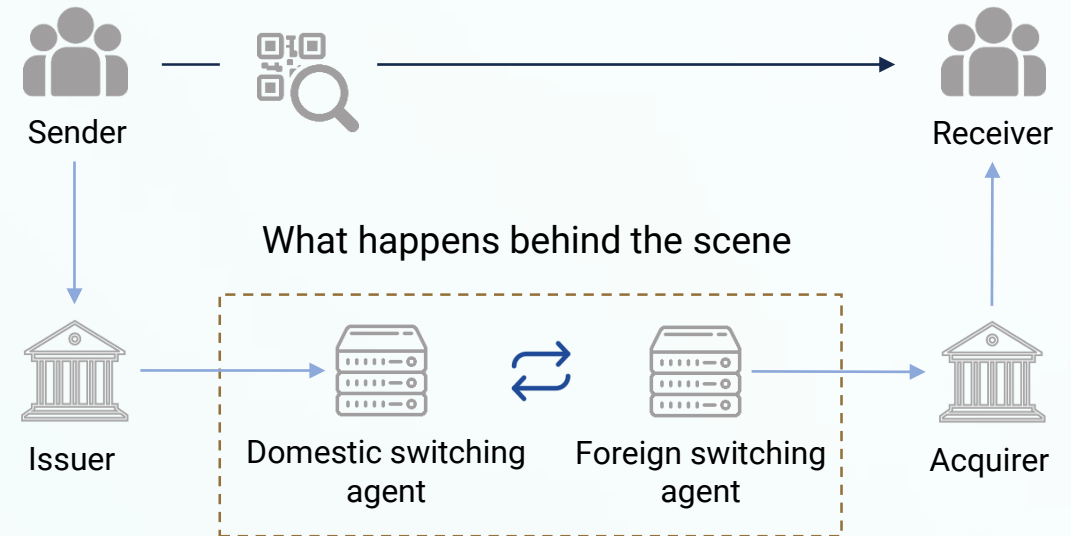 Sender
Receiver
What happens behind the scene
Issuer
Domestic switching
agent
Foreign switching
agent
Acquirer